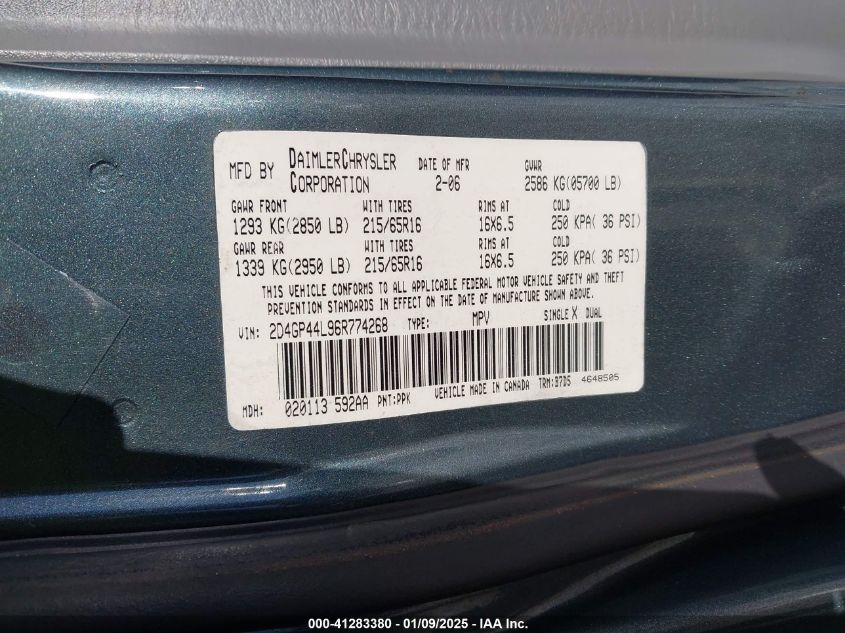 MFD BY DAIMLERCHRYSLER CORPORATION DATE OF MFR 2-06 GVWR 2586 KG(05700 LB)
GAWR FRONT WITH TIRES RIMS AT COLD
1293 KG(2850 LB) 215/65R16 16X6.5 250 KPA( 36 PSI)
GAWR REAR WITH TIRES RIMS AT COLD
1339 KG(2950 LB) 215/65R16 16X6.5 250 KPA( 36 PSI)
THIS VEHICLE CONFORMS TO ALL APPLICABLE FEDERAL MOTOR VEHICLE SAFETY AND THEFT
PREVENTION STANDARDS IN EFFECT ON THE DATE OF MANUFACTURE SHOWN ABOVE.
VIN: 2D4GP44L96R774268 TYPE: MPV SINGLE X DUAL
MDH: 020113 592AA PNT:PPK VEHICLE MADE IN CANADA TRM:B7D5 4648505
000-41283380 - 01/09/2025 - IAA Inc.